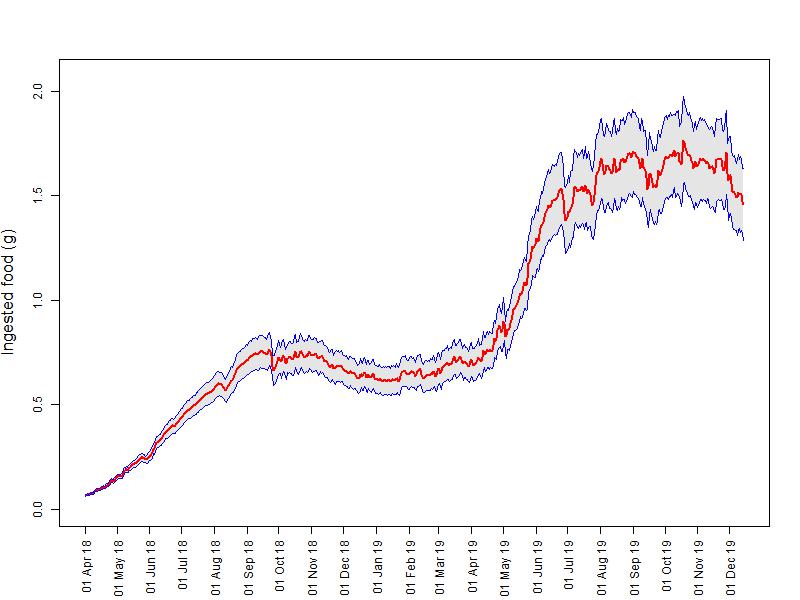 Ingested food (g)
2.0
1.5
1.0
0.5
0.0
01 Apr 18
01 May 18
01 Jun 18
01 Jul 18
01 Aug 18
01 Sep 18
01 Oct 18
01 Nov 18
01 Dec 18
01 Jan 19
01 Feb 19
01 Mar 19
01 Apr 19
01 May 19
01 Jun 19
01 Jul 19
01 Aug 19
01 Sep 19
01 Oct 19
01 Nov 19
01 Dec 19